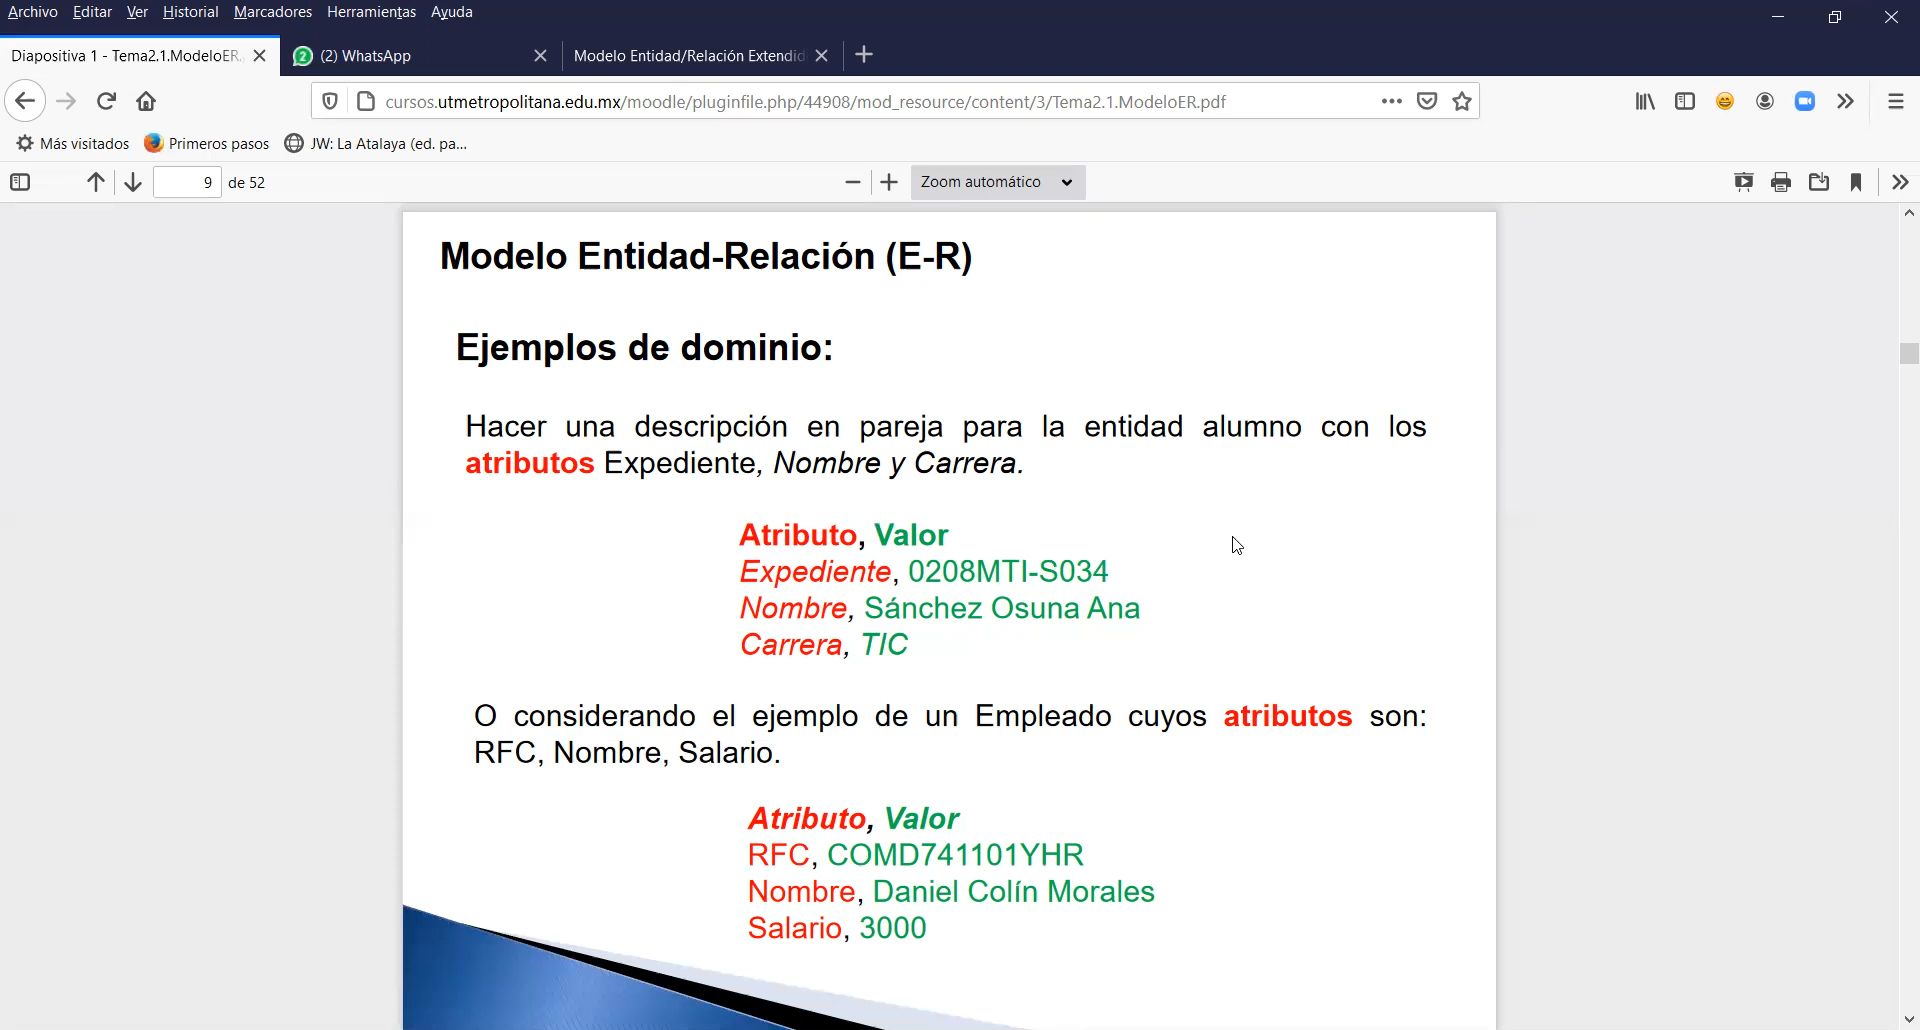 Archivo Editar Ver Historial Marcadores Herramientas Ayuda
Diapositiva 1 - Tema2.1.ModeloER.
(2) WhatsApp
Modelo Entidad/Relación Extendid
cursos.utmetropolitana.edu.mx/moodle/pluginfile.php/44908/mod_resource/content/3/Tema2.1.ModeloER.pdf
Más visitados Primeros pasos JW: La Atalaya (ed. pa...
9 de 52 Zoom automático
Modelo Entidad-Relación (E-R)
Ejemplos de dominio:
Hacer una descripción en pareja para la entidad alumno con los
atributos Expediente, Nombre y Carrera.
Atributo, Valor
Expediente, 0208MTI-S034
Nombre, Sánchez Osuna Ana
Carrera, TIC
O considerando el ejemplo de un Empleado cuyos atributos son:
RFC, Nombre, Salario.
Atributo, Valor
RFC, COMD741101YHR
Nombre, Daniel Colín Morales
Salario, 3000